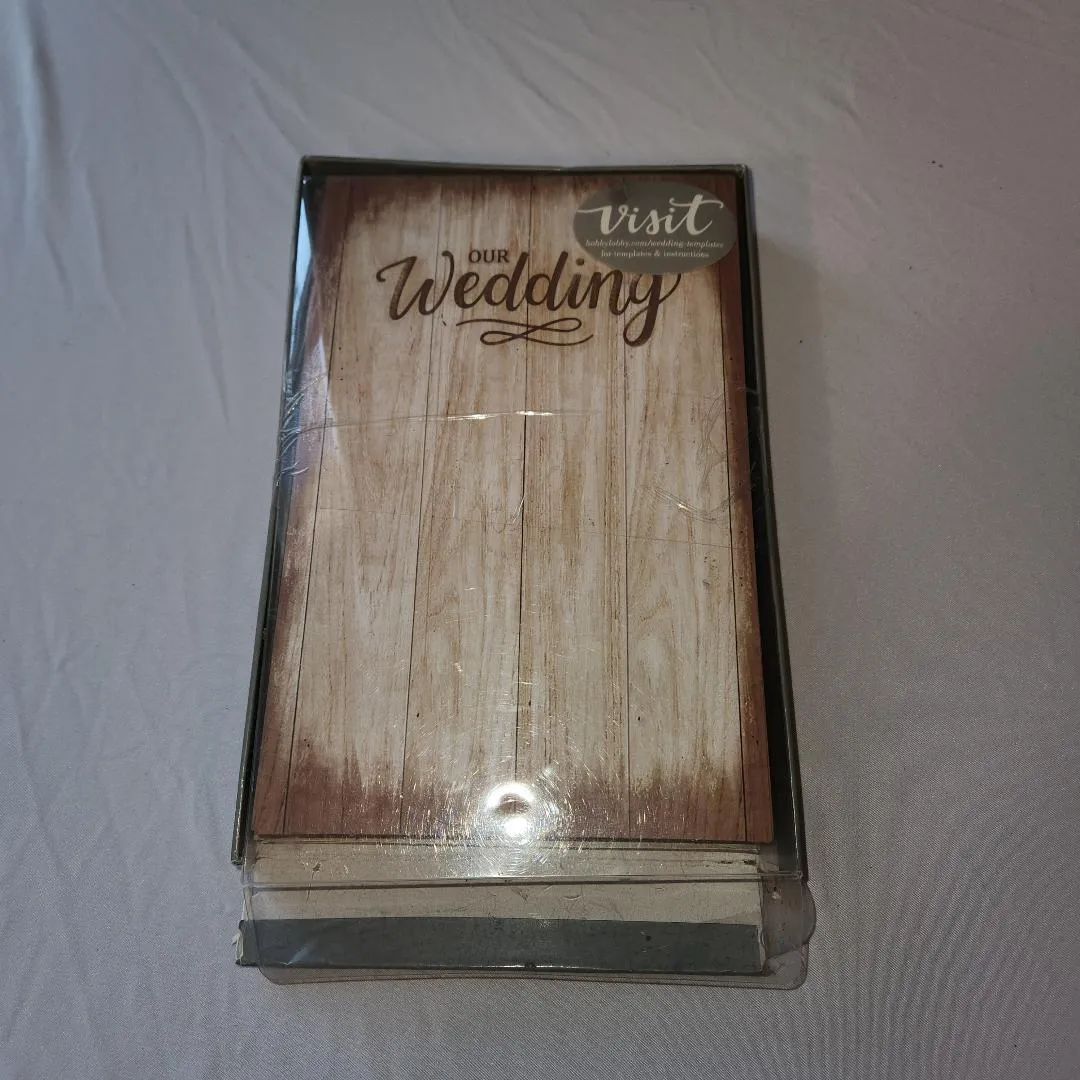 visit
hobbylobby.com/wedding-templates
for templates & instructions
OUR
Wedding